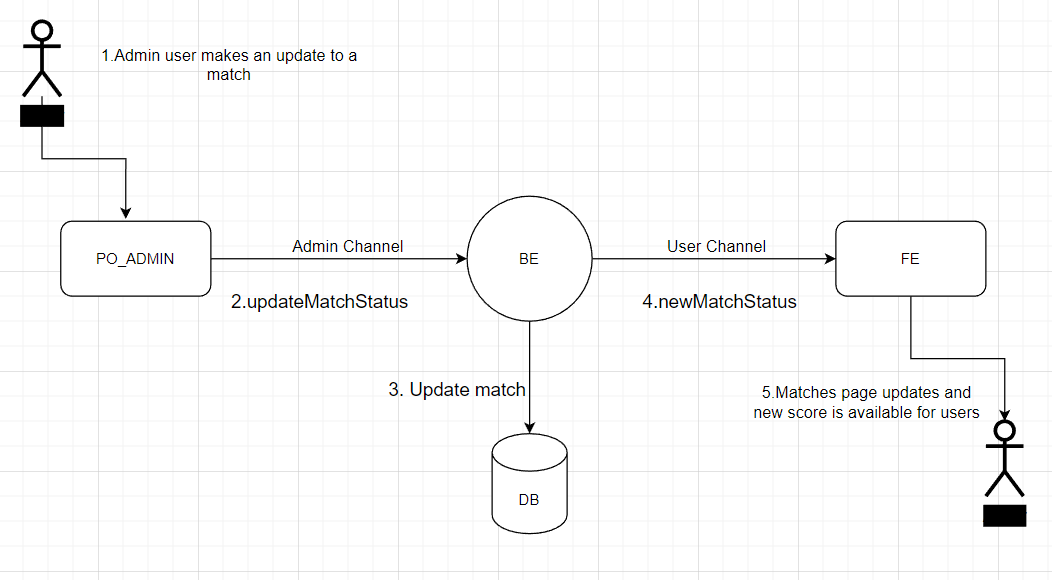 1.Admin user makes an update to a
match
PO_ADMIN
Admin Channel
2.updateMatchStatus
BE
User Channel
4.newMatchStatus
FE
3. Update match
DB
5.Matches page updates and
new score is available for users